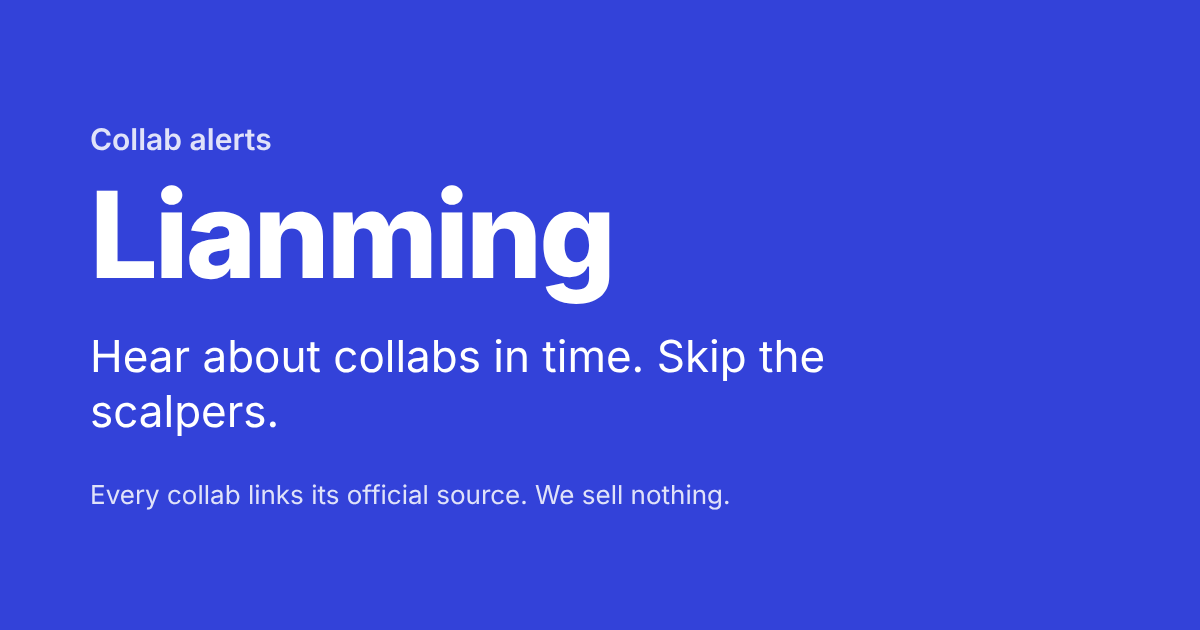 Collab alerts
Lianming
Hear about collabs in time. Skip the
scalpers.
Every collab links its official source. We sell nothing.